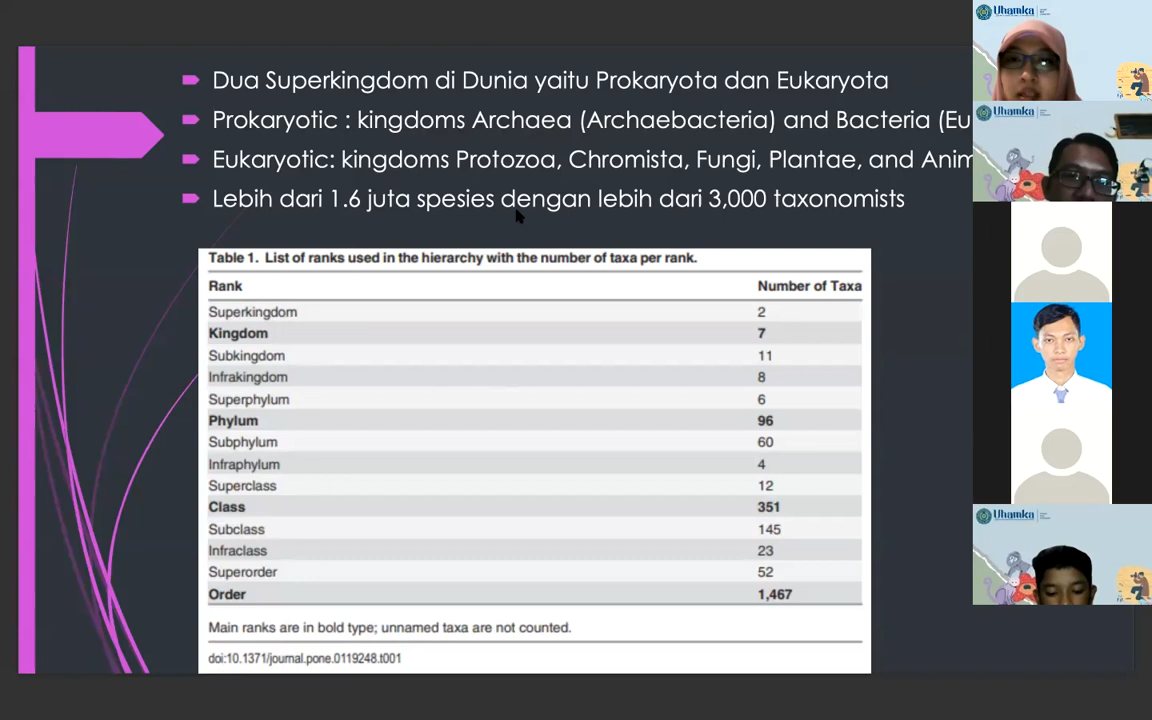 Dua Superkingdom di Dunia yaitu Prokaryota dan Eukaryota
Prokaryotic : kingdoms Archaea (Archaebacteria) and Bacteria (Eu
Eukaryotic: kingdoms Protozoa, Chromista, Fungi, Plantae, and Anim
Lebih dari 1.6 juta spesies dengan lebih dari 3,000 taxonomists
Table 1. List of ranks used in the hierarchy with the number of taxa per rank.
Rank Number of Taxa
Superkingdom 2
Kingdom 7
Subkingdom 11
Infrakingdom 8
Superphylum 6
Phylum 96
Subphylum 60
Infraphylum 4
Superclass 12
Class 351
Subclass 145
Infraclass 23
Superorder 52
Order 1,467
Main ranks are in bold type; unnamed taxa are not counted.
doi:10.1371/journal.pone.0119248.t001
Uhamka
Uhamka
Uhamka